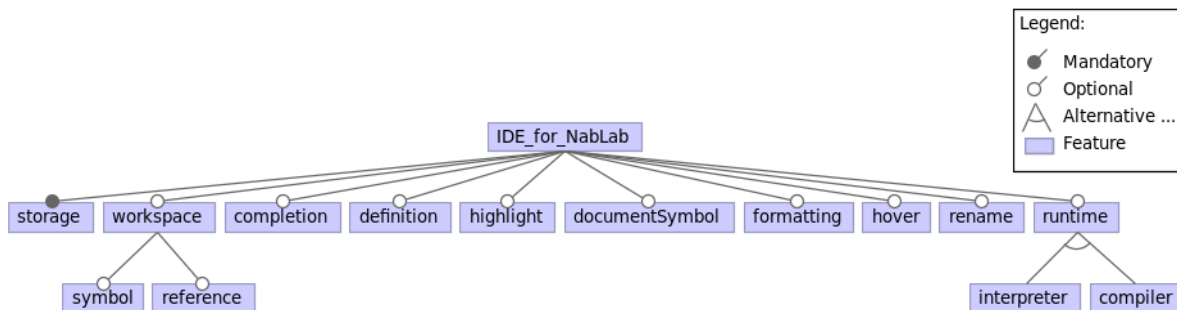 Legend:
Mandatory
Optional
Alternative ...
Feature
IDE_for_NabLab
storage workspace completion definition highlight documentSymbol formatting hover rename runtime
symbol reference interpreter compiler